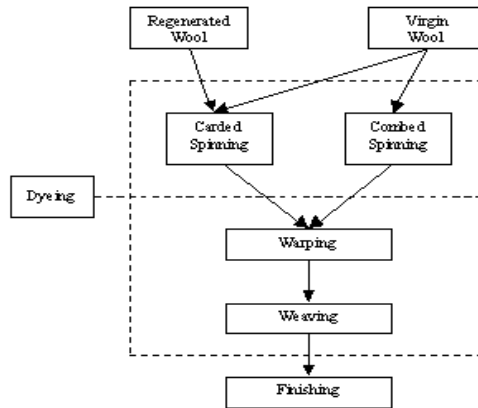 Regenerated
Wool
Virgin
Wool
Carded
Spinning
Combed
Spinning
Dyeing
Warping
Weaving
Finishing